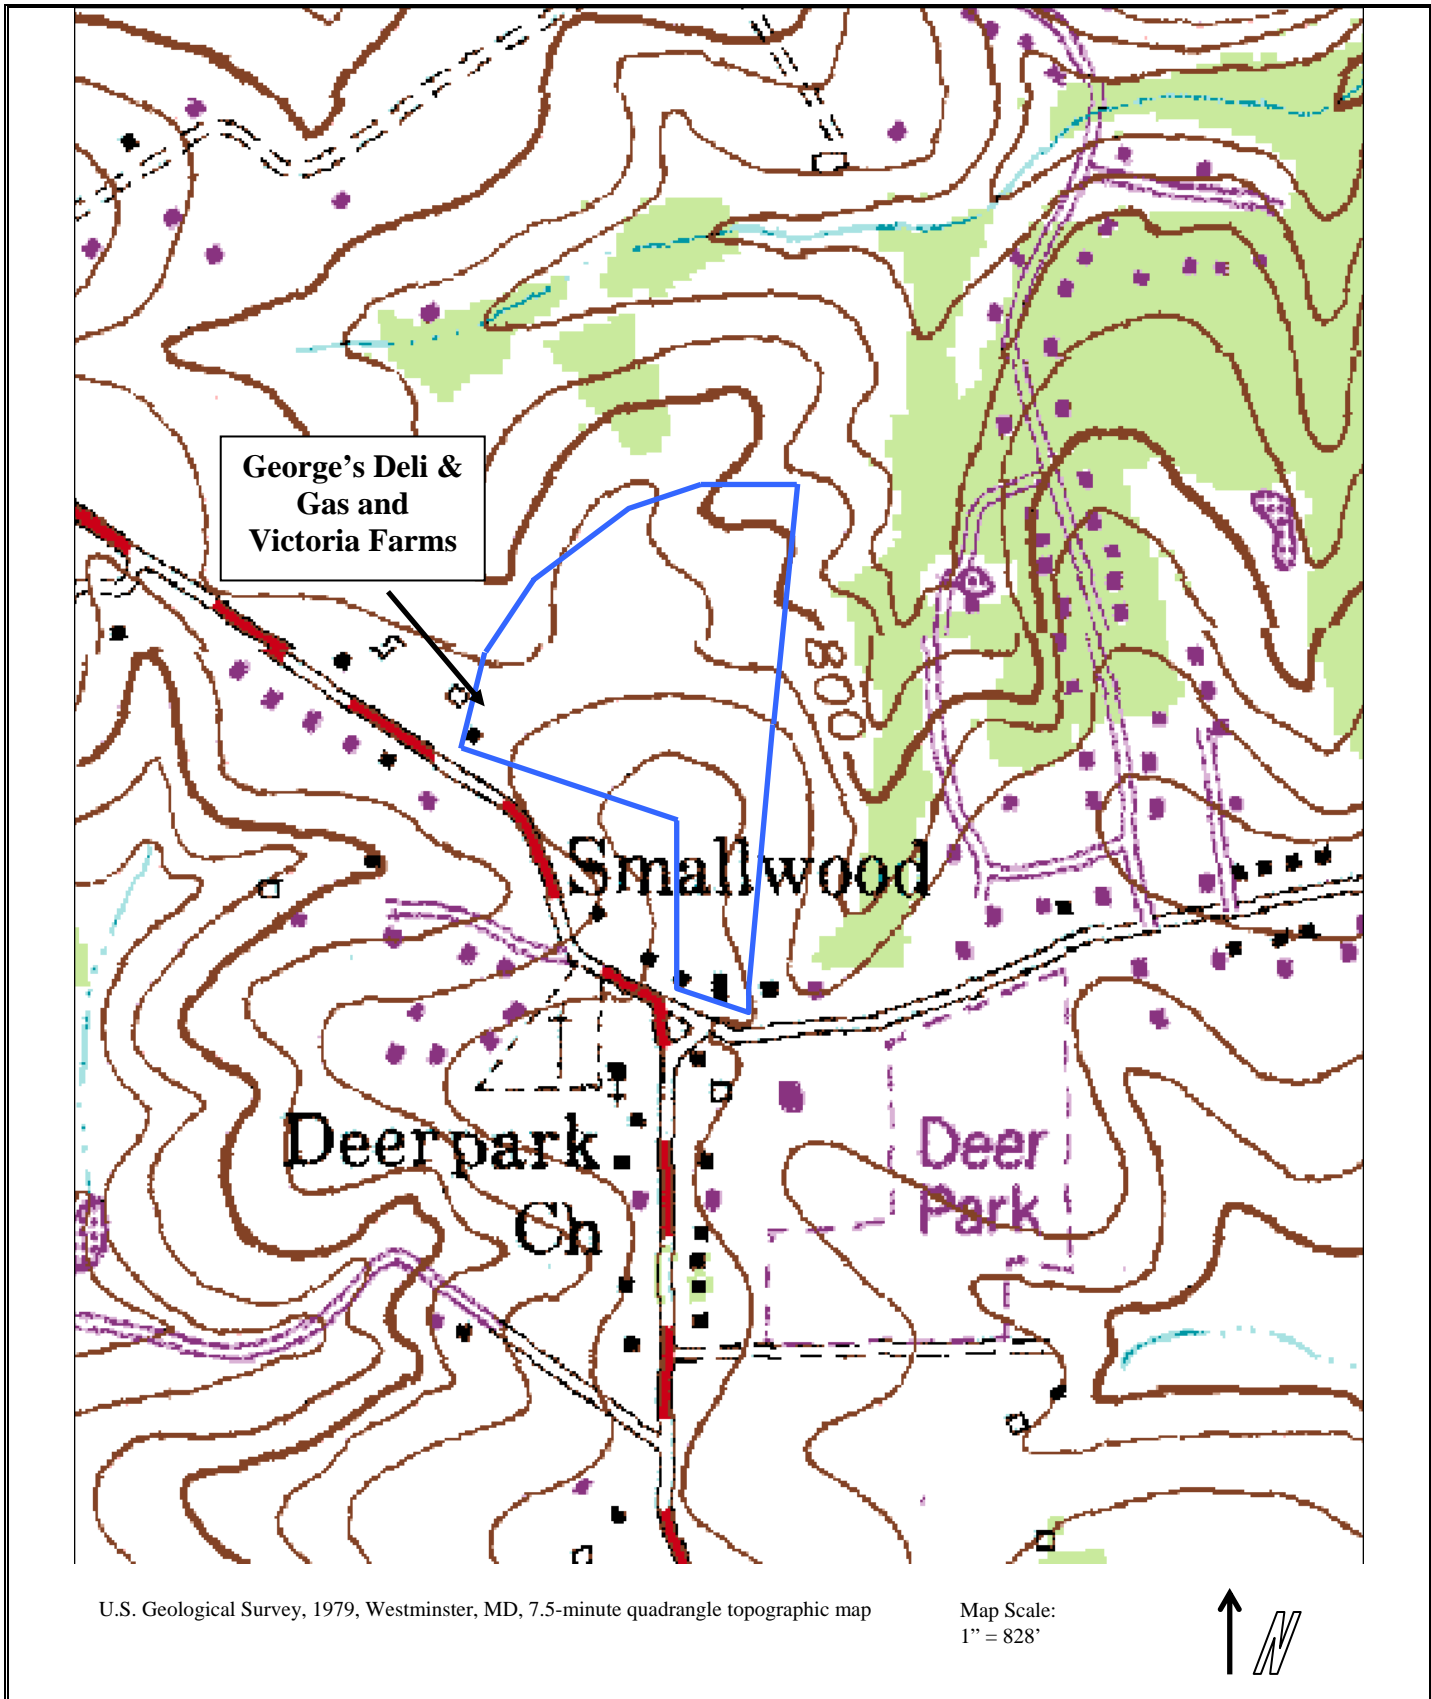 George’s Deli &
Gas and
Victoria Farms
800
Smallwood
Deerpark
Ch
Deer
Park
U.S. Geological Survey, 1979, Westminster, MD, 7.5-minute quadrangle topographic map
Map Scale:
1” = 828’
N